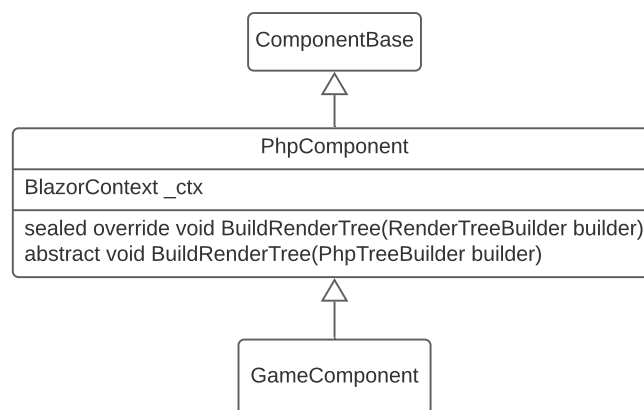 ComponentBase
PhpComponent
BlazorContext _ctx
sealed override void BuildRenderTree(RenderTreeBuilder builder)
abstract void BuildRenderTree(PhpTreeBuilder builder)
GameComponent